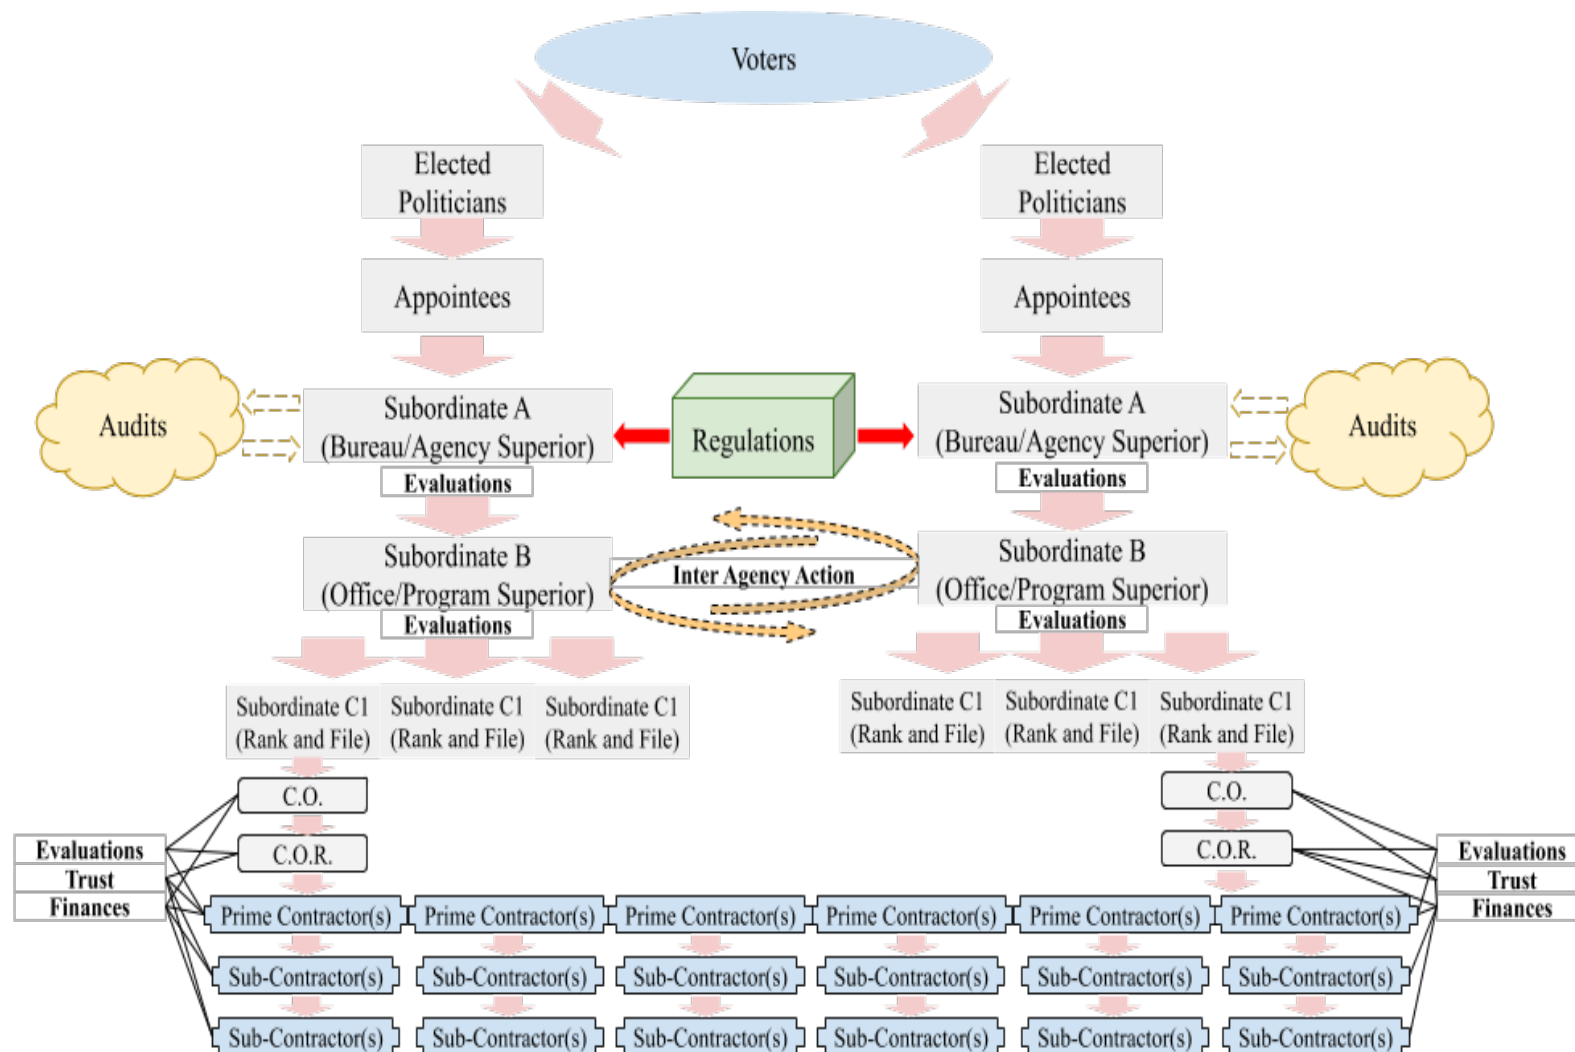 Voters
Elected
Politicians
Elected
Politicians
Appointees
Appointees
Audits
Subordinate A
(Bureau/Agency Superior)
Evaluations
Regulations
Subordinate A
(Bureau/Agency Superior)
Evaluations
Audits
Subordinate B
(Office/Program Superior)
Evaluations
Inter Agency Action
Subordinate B
(Office/Program Superior)
Evaluations
Subordinate C1
(Rank and File)
Subordinate C1
(Rank and File)
Subordinate C1
(Rank and File)
Subordinate C1
(Rank and File)
Subordinate C1
(Rank and File)
Subordinate C1
(Rank and File)
C.O.
C.O.
C.O.R.
C.O.R.
Evaluations
Trust
Finances
Evaluations
Trust
Finances
Prime Contractor(s)
Prime Contractor(s)
Prime Contractor(s)
Prime Contractor(s)
Prime Contractor(s)
Prime Contractor(s)
Sub-Contractor(s)
Sub-Contractor(s)
Sub-Contractor(s)
Sub-Contractor(s)
Sub-Contractor(s)
Sub-Contractor(s)
Sub-Contractor(s)
Sub-Contractor(s)
Sub-Contractor(s)
Sub-Contractor(s)
Sub-Contractor(s)
Sub-Contractor(s)